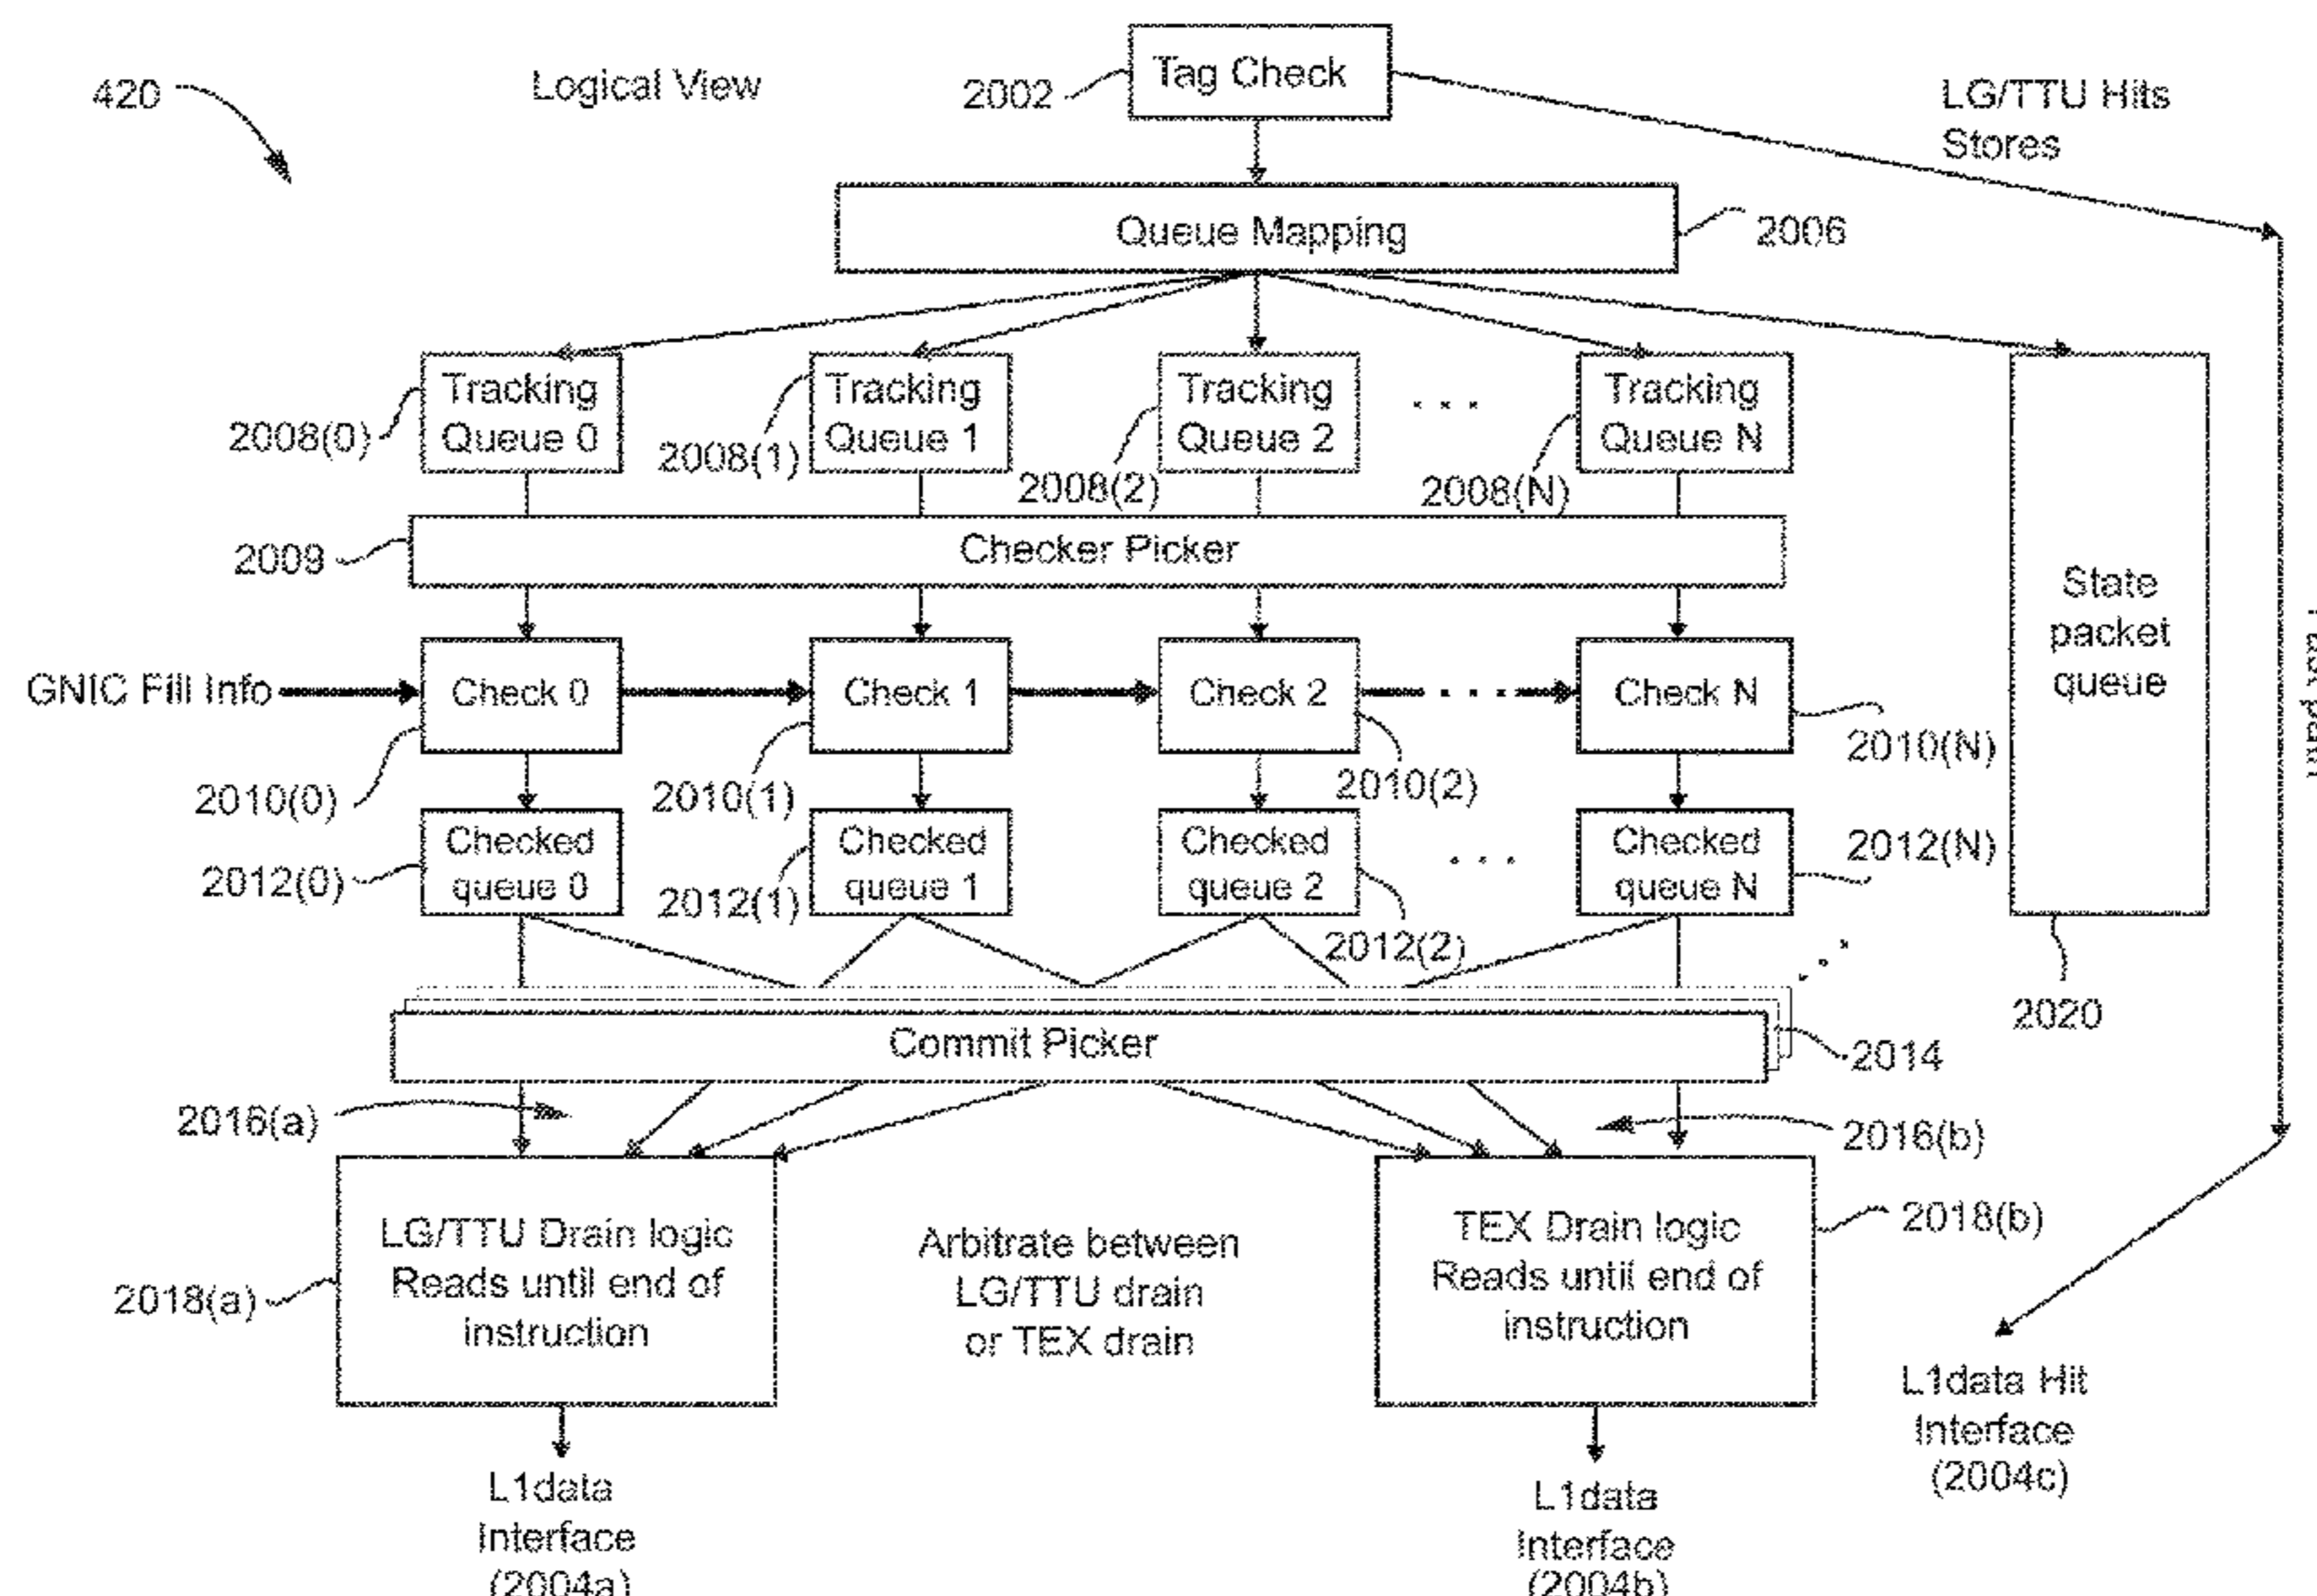 420
Logical View
2002
Tag Check
LG/TTU Hits
Stores
Queue Mapping
2006
Tracking
Queue 0
Tracking
Queue 1
Tracking
Queue 2
. . .
Tracking
Queue N
2008(0)
2008(1)
2008(2)
2008(N)
2009
Checker Picker
State
packet
queue
GNIC Fill Info
Check 0
Check 1
Check 2
. . .
Check N
path
2010(0)
2010(1)
2010(2)
2010(N)
Checked
queue 0
Checked
queue 1
Checked
queue 2
. . .
Checked
queue N
2012(0)
2012(1)
2012(2)
2012(N)
2020
Commit Picker
2014
2016(a)
2016(b)
LG/TTU Drain logic
Reads until end of
instruction
2018(a)
Arbitrate between
LG/TTU drain
or TEX drain
TEX Drain logic
Reads until end of
instruction
2018(b)
L1data
Interface
(2004a)
L1data
Interface
(2004b)
L1data Hit
Interface
(2004c)